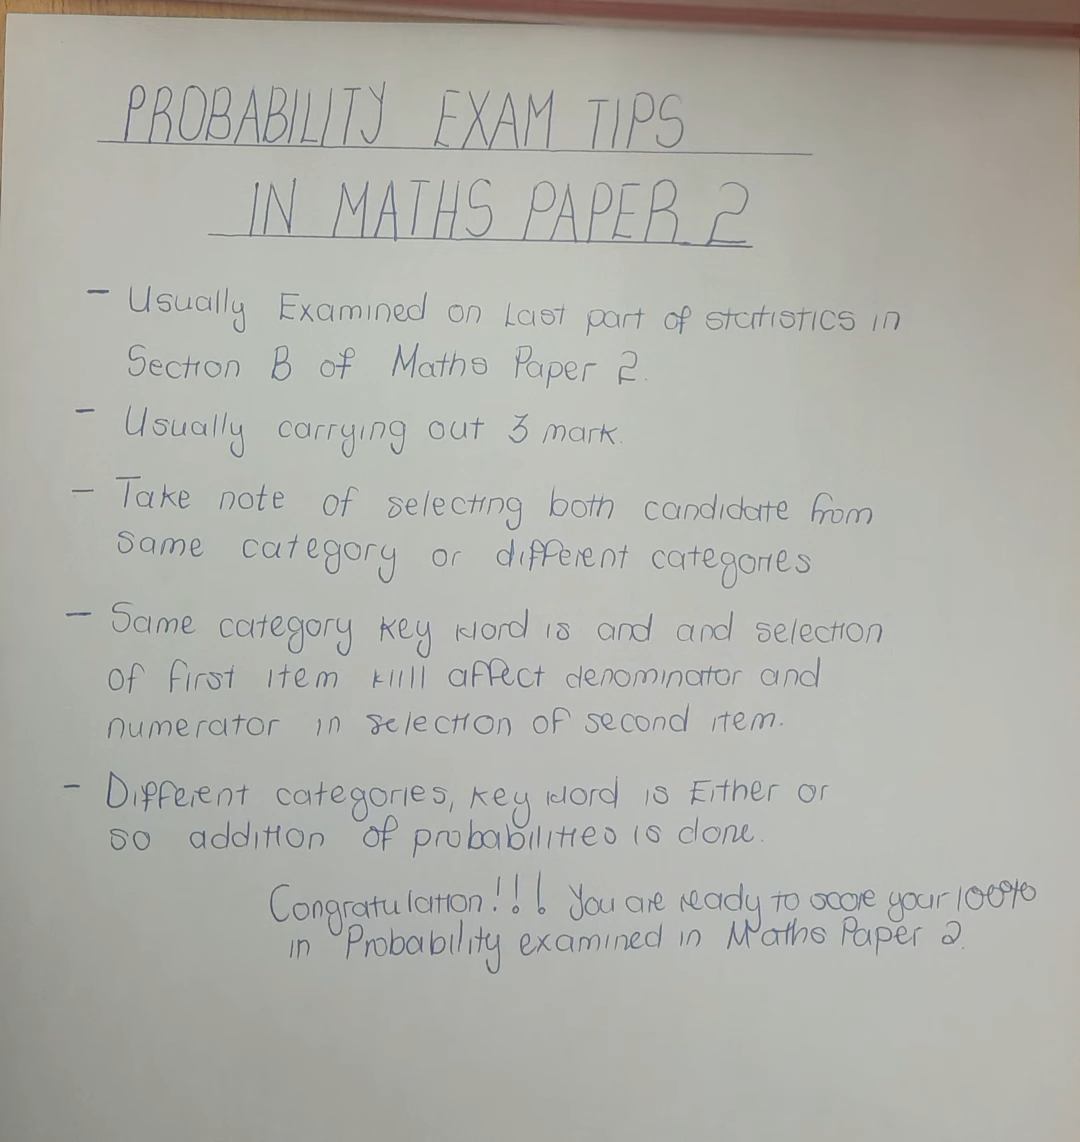 PROBABILITY EXAM TIPS
IN MATHS PAPER 2
- Usually Examined on Last part of statistics in
Section B of Maths Paper 2.
- Usually carrying out 3 mark.
- Take note of selecting both candidate from
same category or different categories
- Same category key word is and and selection
of first item will affect denominator and
numerator in selection of second item.
- Different categories, key word is Either or
so addition of probabilities is done.
Congratulation!!! You are ready to score your 100%
in Probability examined in Maths Paper 2.